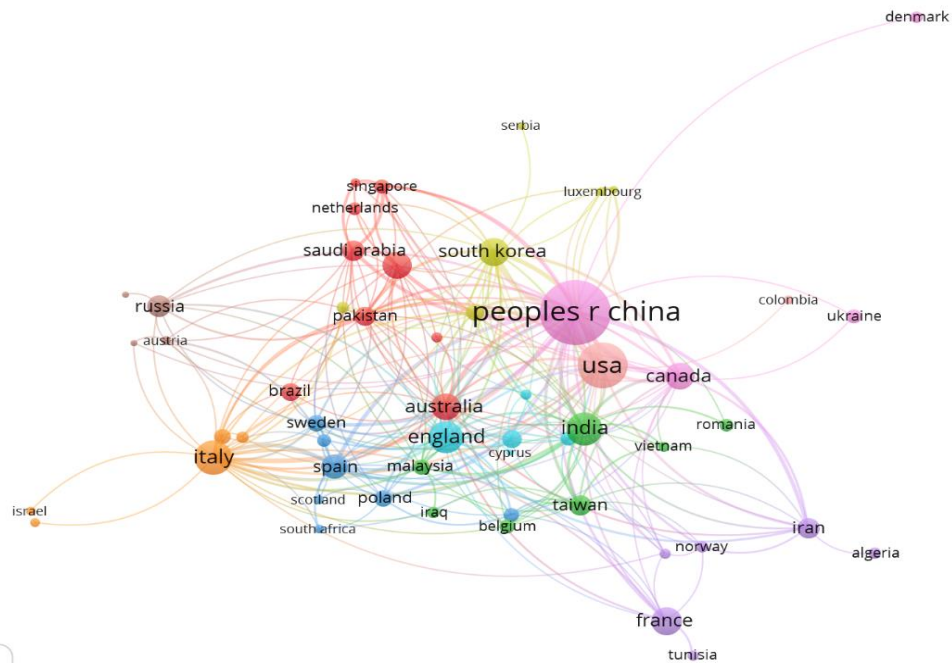 denmark
serbia
singapore
luxembourg
netherlands
saudi arabia
south korea
russia
pakistan
peoples r china
colombia
ukraine
austria
usa
canada
brazil
australia
sweden
england
india
romania
cyprus
vietnam
italy
spain
malaysia
scotland
poland
israel
iraq
taiwan
south africa
belgium
iran
norway
algeria
france
tunisia